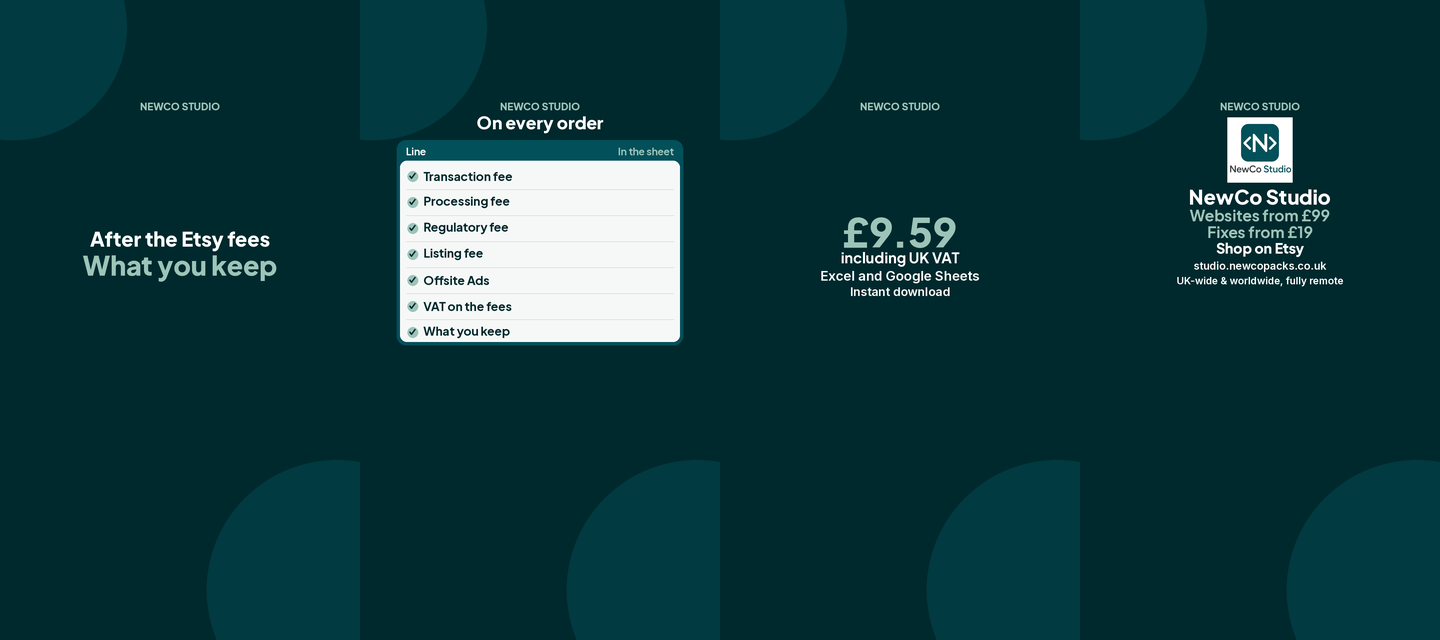 NEWCO STUDIO
After the Etsy fees
What you keep
NEWCO STUDIO
On every order
Line In the sheet
Transaction fee
Processing fee
Regulatory fee
Listing fee
Offsite Ads
VAT on the fees
What you keep
NEWCO STUDIO
£9.59
including UK VAT
Excel and Google Sheets
Instant download
NEWCO STUDIO
<N>
NewCo Studio
NewCo Studio
Websites from £99
Fixes from £19
Shop on Etsy
studio.newcopacks.co.uk
UK-wide & worldwide, fully remote